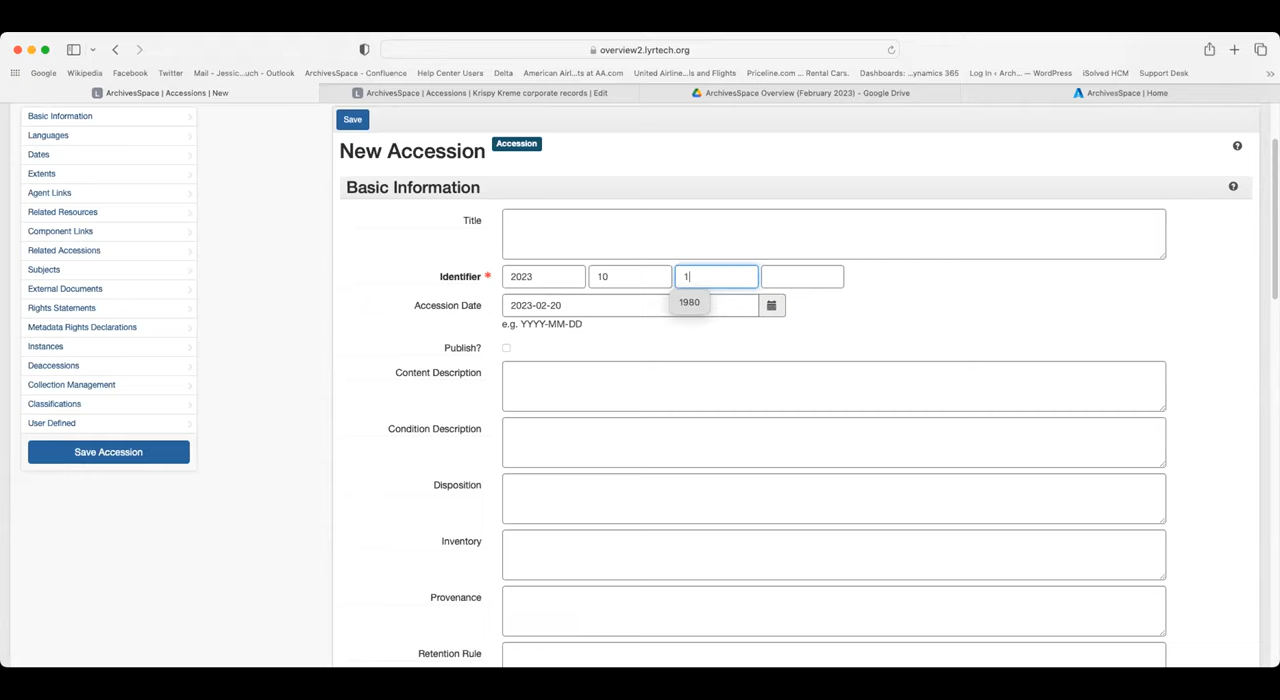 overview2.lyrtech.org
Google Wikipedia Facebook Twitter Mail - Jessic...uch - Outlook ArchivesSpace - Confluence Help Center Users Delta American Airl...ts at AA.com United Airline...ls and Flights Priceline.com ... Rental Cars. Dashboards: ...ynamics 365 Log In ‹ Arch... — WordPress iSolved HCM Support Desk
ArchivesSpace | Accessions | New ArchivesSpace | Accessions | Krispy Kreme corporate records | Edit ArchivesSpace Overview (February 2023) - Google Drive ArchivesSpace | Home
Basic Information
Languages
Dates
Extents
Agent Links
Related Resources
Component Links
Related Accessions
Subjects
External Documents
Rights Statements
Metadata Rights Declarations
Instances
Deaccessions
Collection Management
Classifications
User Defined
Save Accession
Save
New Accession Accession
Basic Information
Title
Identifier * 2023 10 1
1980
Accession Date 2023-02-20
e.g. YYYY-MM-DD
Publish?
Content Description
Condition Description
Disposition
Inventory
Provenance
Retention Rule